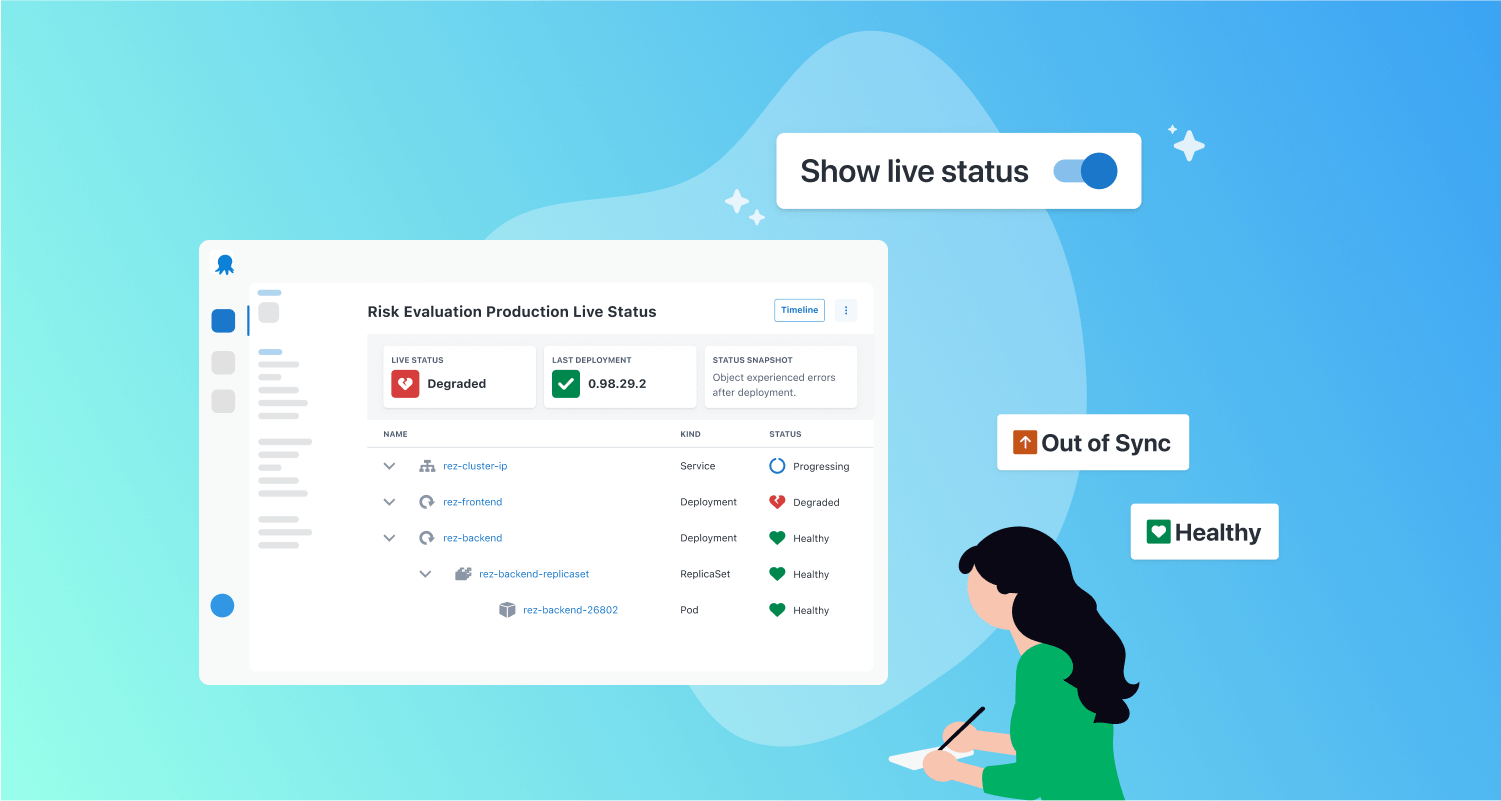 Show live status
Risk Evaluation Production Live Status
Timeline
LIVE STATUS
Degraded
LAST DEPLOYMENT
0.98.29.2
STATUS SNAPSHOT
Object experienced errors
after deployment.
NAME KIND STATUS
rez-cluster-ip Service Progressing
rez-frontend Deployment Degraded
rez-backend Deployment Healthy
rez-backend-replicaset ReplicaSet Healthy
rez-backend-26802 Pod Healthy
Out of Sync
Healthy